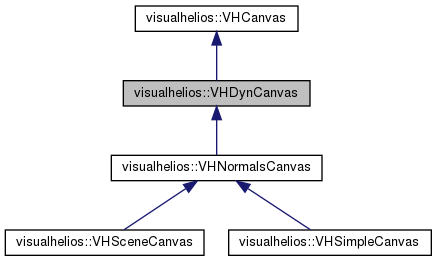 visualhelios::VHCanvas
visualhelios::VHDynCanvas
visualhelios::VHNormalsCanvas
visualhelios::VHSceneCanvas
visualhelios::VHSimpleCanvas